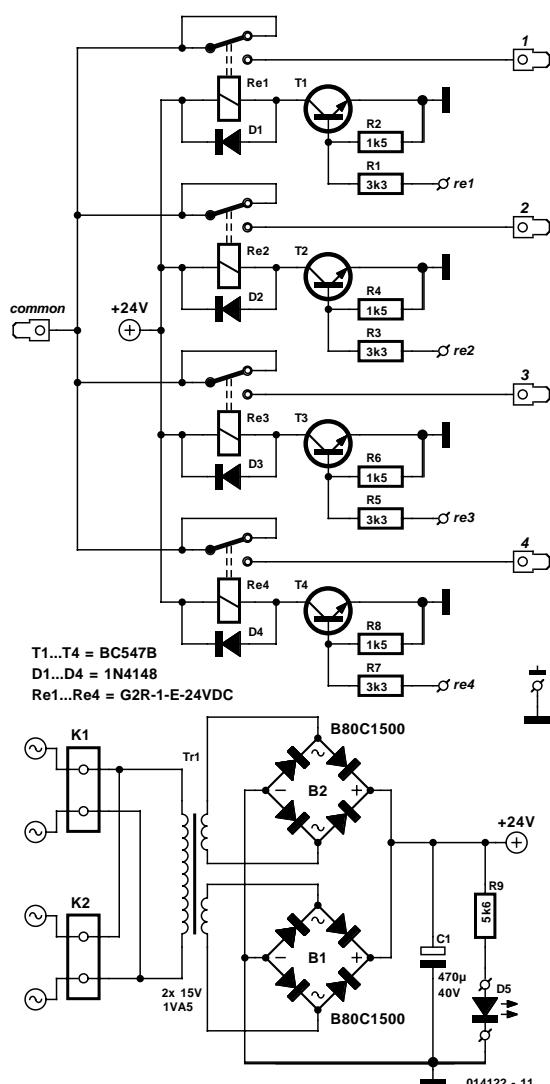 1
Re1
T1
D1
R2
1k5
R1
3k3
re1
2
Re2
T2
D2
R4
1k5
R3
3k3
re2
common
+24V
3
Re3
T3
D3
R6
1k5
R5
3k3
re3
4
Re4
T4
D4
R8
1k5
R7
3k3
re4
T1...T4 = BC547B
D1...D4 = 1N4148
Re1...Re4 = G2R-1-E-24VDC
K1
Tr1
B80C1500
B2
+24V
R9
5k6
K2
B1
C1
470µ
40V
D5
2x 15V
1VA5
B80C1500
014122 - 11